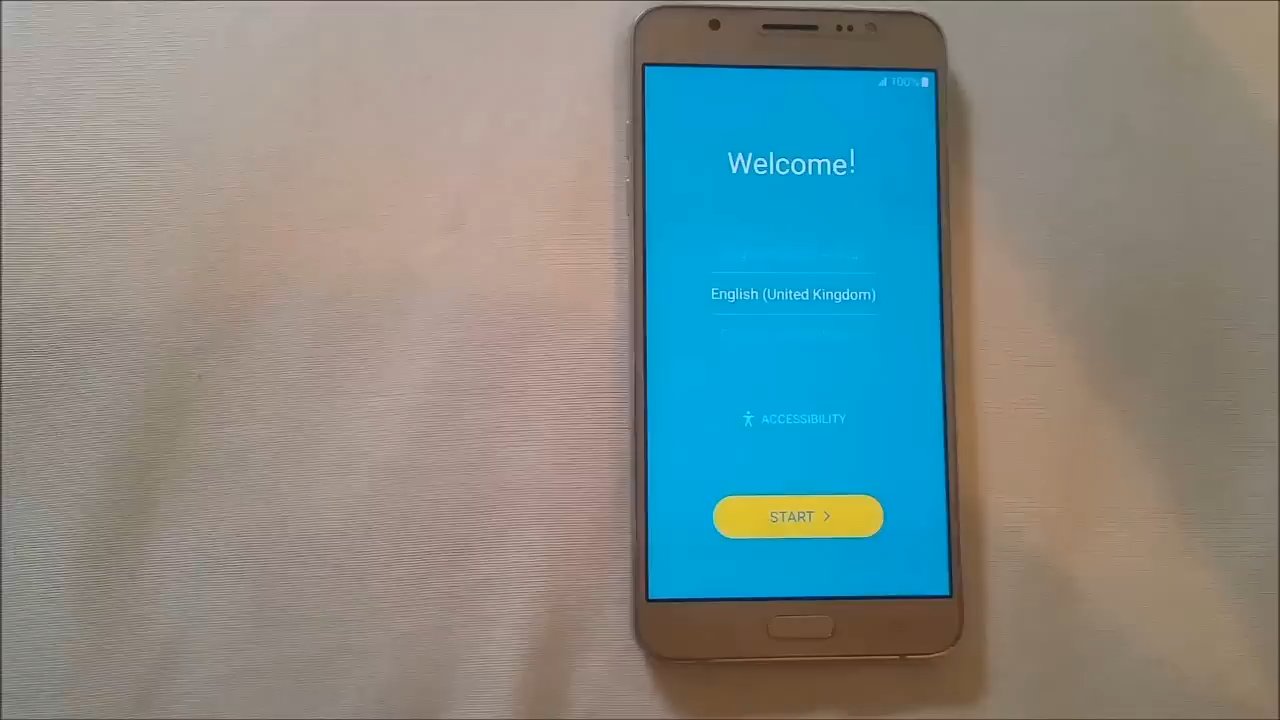 100%
Welcome!
English (United Kingdom)
ACCESSIBILITY
START >